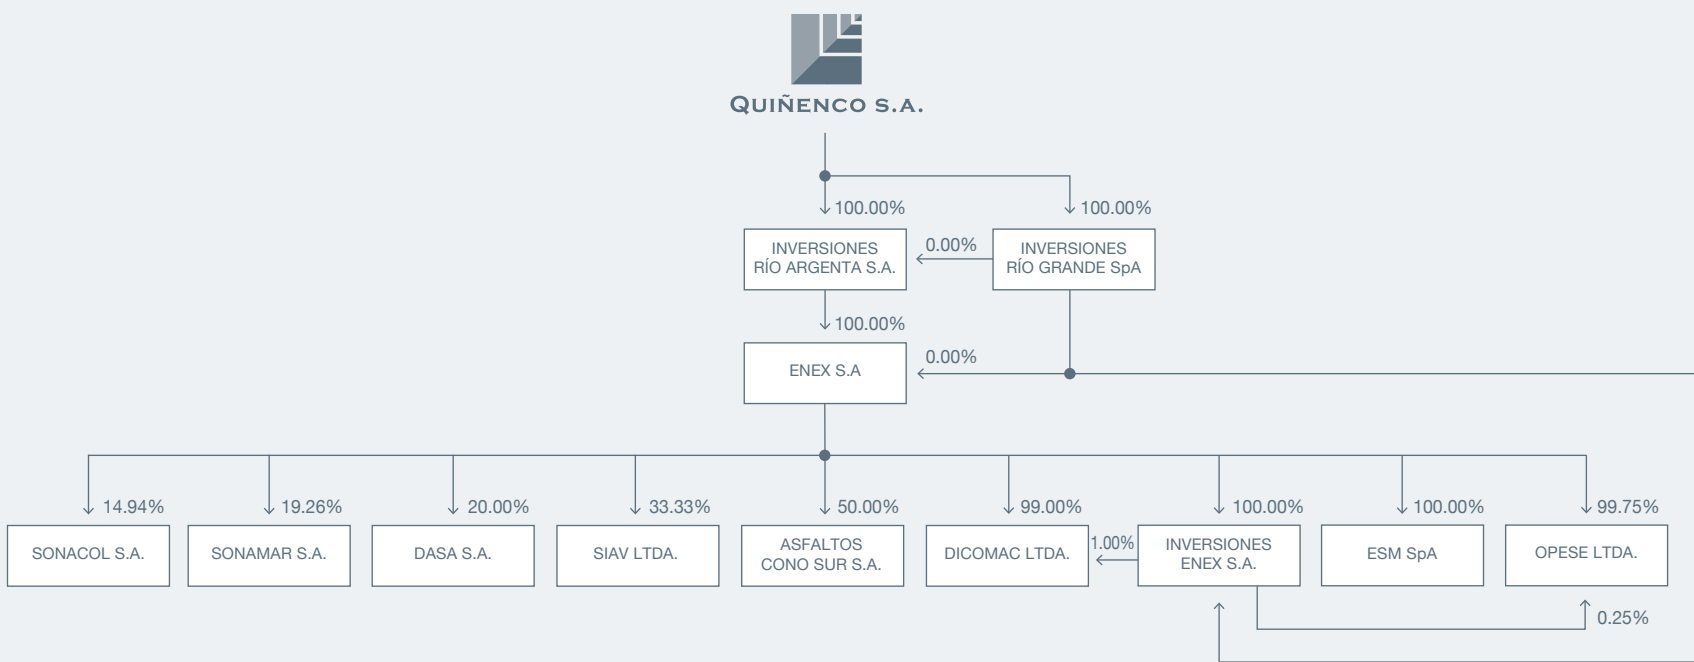 QUIÑENCO S.A.
100.00%
100.00%
INVERSIONES
RÍO ARGENTA S.A.
0.00%
INVERSIONES
RÍO GRANDE SpA
100.00%
ENEX S.A
0.00%
14.94%
19.26%
20.00%
33.33%
50.00%
99.00%
100.00%
100.00%
99.75%
SONACOL S.A.
SONAMAR S.A.
DASA S.A.
SIAV LTDA.
ASFALTOS
CONO SUR S.A.
DICOMAC LTDA.
1.00%
INVERSIONES
ENEX S.A.
ESM SpA
OPESE LTDA.
0.25%